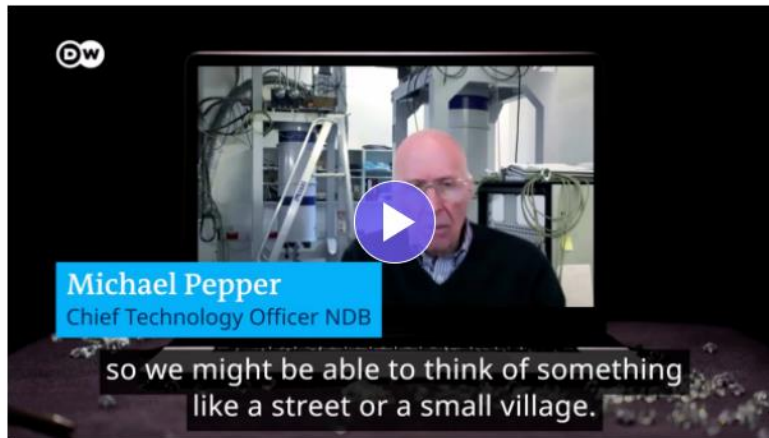 DW
Michael Pepper
Chief Technology Officer NDB
so we might be able to think of something
like a street or a small village.